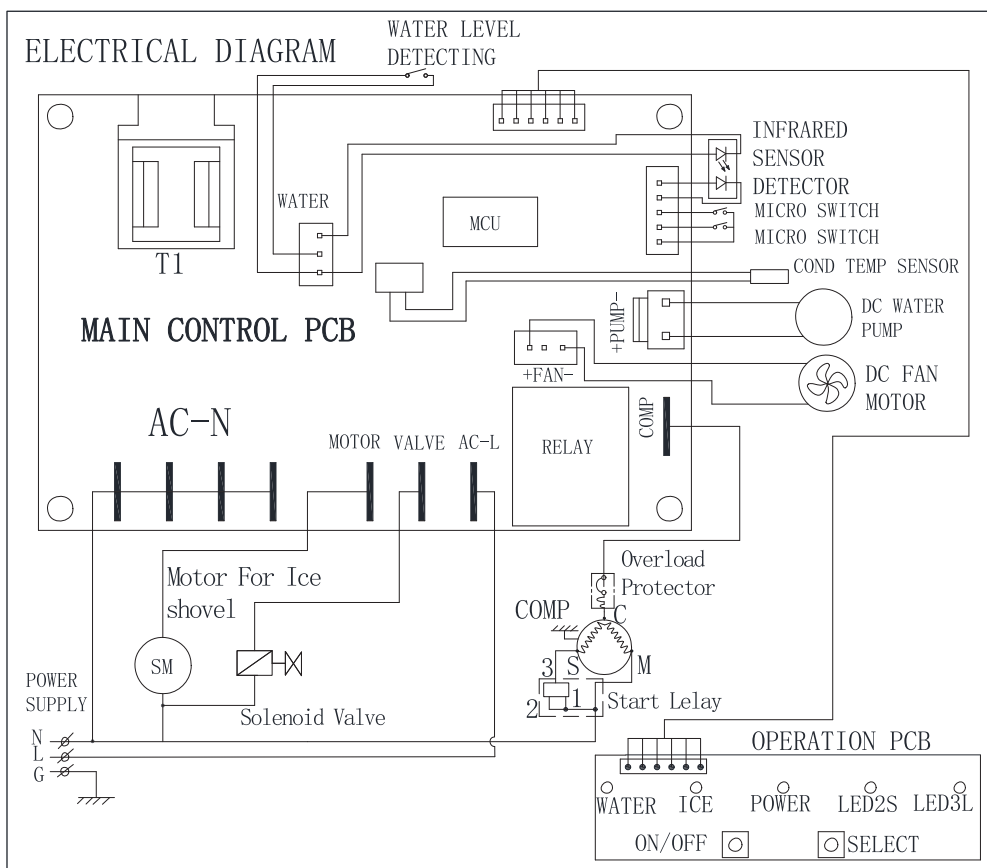 ELECTRICAL DIAGRAM
WATER LEVEL
DETECTING
INFRARED
SENSOR
DETECTOR
MICRO SWITCH
MICRO SWITCH
WATER
MCU
T1
COND TEMP SENSOR
+PUMP-
DC WATER
PUMP
MAIN CONTROL PCB
+FAN-
DC FAN
MOTOR
AC-N
MOTOR
VALVE
AC-L
RELAY
COMP
Motor For Ice
shovel
Overload
Protector
COMP
C
SM
3
S
M
POWER
SUPPLY
1
2
Start Lelay
Solenoid Valve
N
L
G
OPERATION PCB
WATER
ICE
POWER
LED2S
LED3L
ON/OFF
SELECT